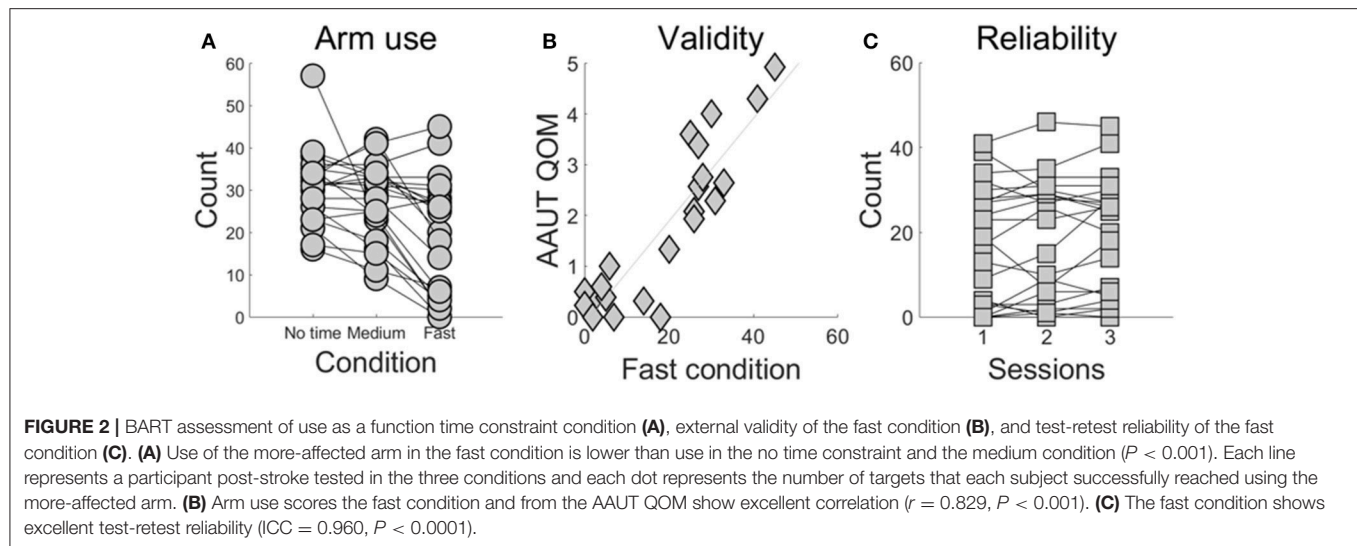 A Arm use
60
50
40
30
20
10
0
Count
No time Medium Fast
Condition
B Validity
5
4
3
2
1
0
AAUT QOM
0 20 40 60
Fast condition
C Reliability
60
40
20
0
Count
1 2 3
Sessions
FIGURE 2 | BART assessment of use as a function time constraint condition (A), external validity of the fast condition (B), and test-retest reliability of the fast
condition (C). (A) Use of the more-affected arm in the fast condition is lower than use in the no time constraint and the medium condition (P < 0.001). Each line
represents a participant post-stroke tested in the three conditions and each dot represents the number of targets that each subject successfully reached using the
more-affected arm. (B) Arm use scores the fast condition and from the AAUT QOM show excellent correlation (r = 0.829, P < 0.001). (C) The fast condition shows
excellent test-retest reliability (ICC = 0.960, P < 0.0001).